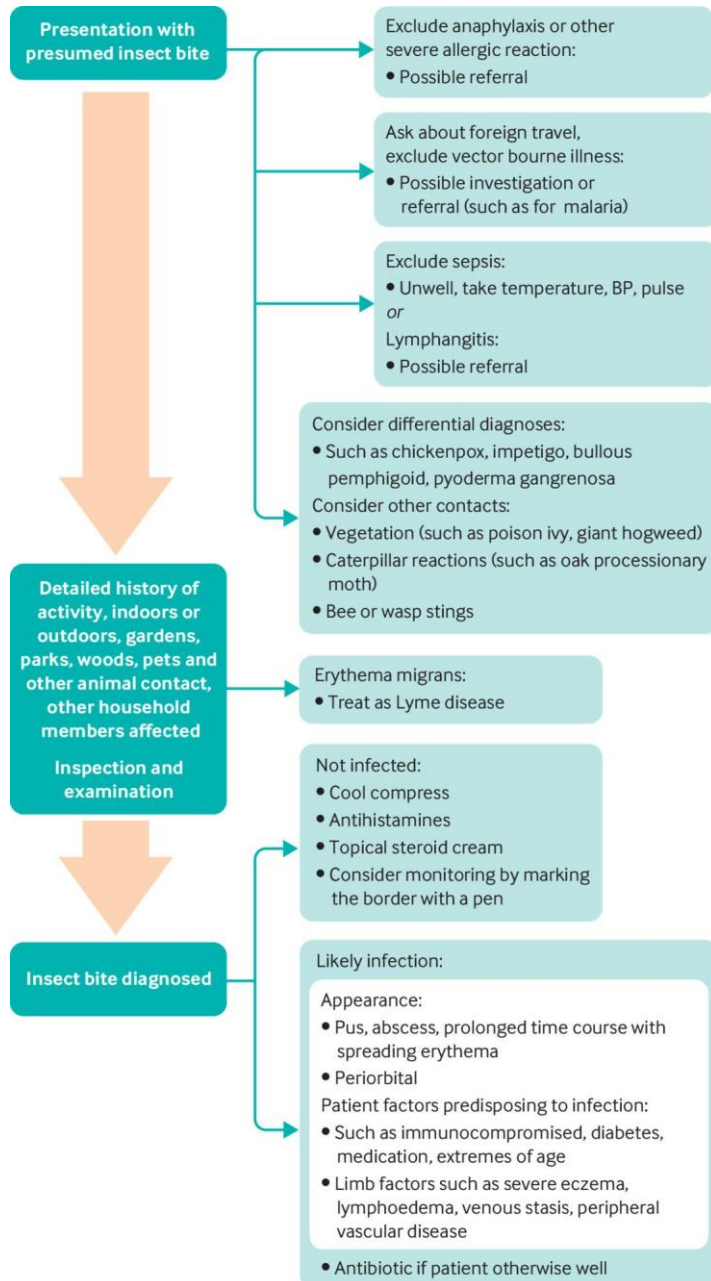 Presentation with
presumed insect bite
Exclude anaphylaxis or other
severe allergic reaction:
• Possible referral
Ask about foreign travel,
exclude vector bourne illness:
• Possible investigation or
referral (such as for malaria)
Exclude sepsis:
• Unwell, take temperature, BP, pulse
or
Lymphangitis:
• Possible referral
Consider differential diagnoses:
• Such as chickenpox, impetigo, bullous
pemphigoid, pyoderma gangrenosa
Consider other contacts:
• Vegetation (such as poison ivy, giant hogweed)
• Caterpillar reactions (such as oak processionary
moth)
• Bee or wasp stings
Detailed history of
activity, indoors or
outdoors, gardens,
parks, woods, pets and
other animal contact,
other household
members affected
Inspection and
examination
Erythema migrans:
• Treat as Lyme disease
Insect bite diagnosed
Not infected:
• Cool compress
• Antihistamines
• Topical steroid cream
• Consider monitoring by marking
the border with a pen
Likely infection:
Appearance:
• Pus, abscess, prolonged time course with
spreading erythema
• Periorbital
Patient factors predisposing to infection:
• Such as immunocompromised, diabetes,
medication, extremes of age
• Limb factors such as severe eczema,
lymphoedema, venous stasis, peripheral
vascular disease
• Antibiotic if patient otherwise well